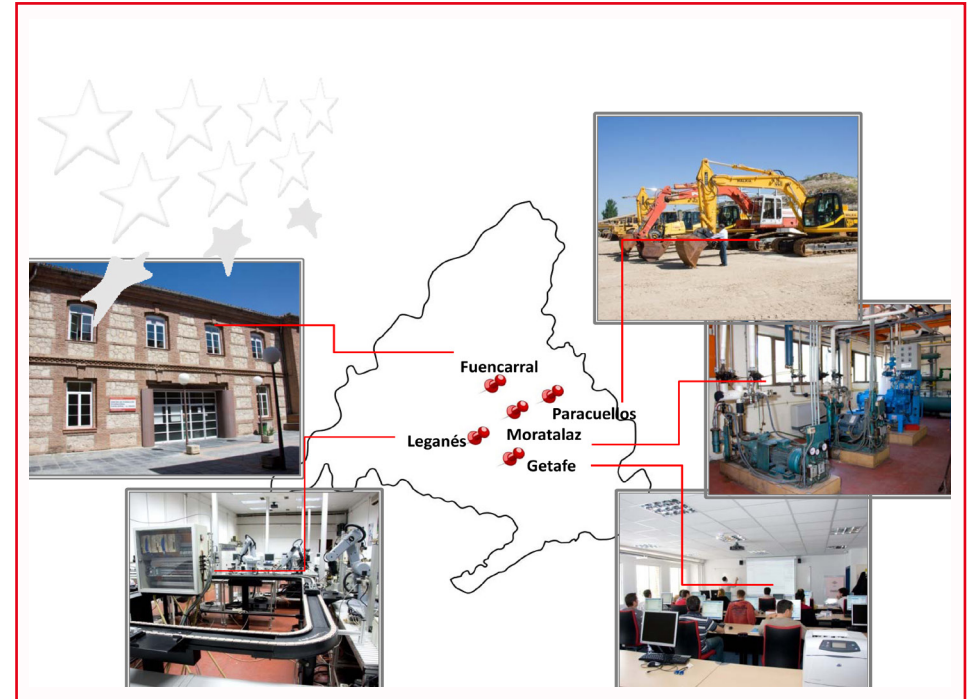 Fuencarral
Paracuellos
Moratalaz
Leganés
Getafe